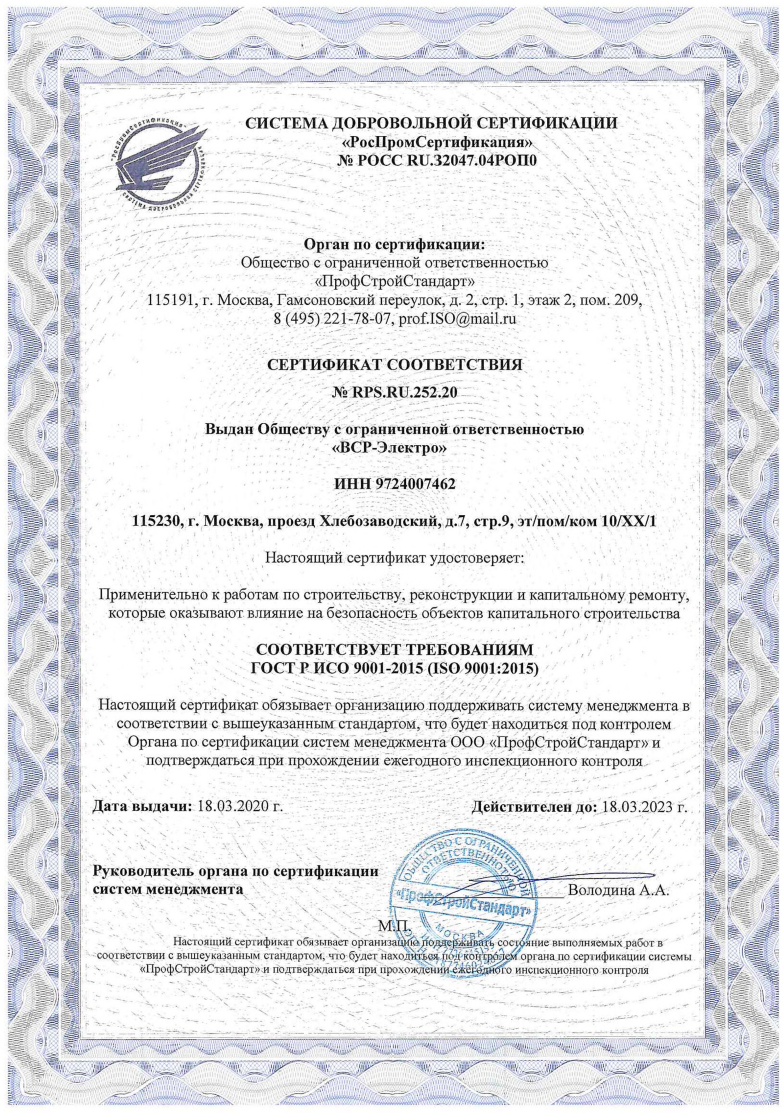 "РосПромСертификация"
СИСТЕМА ДОБРОВОЛЬНОЙ СЕРТИФИКАЦИИ
СИСТЕМА ДОБРОВОЛЬНОЙ СЕРТИФИКАЦИИ
«РосПромСертификация»
№ РОСС RU.32047.04РОП0
Орган по сертификации:
Общество с ограниченной ответственностью
«ПрофСтройСтандарт»
115191, г. Москва, Гамсоновский переулок, д. 2, стр. 1, этаж 2, пом. 209,
8 (495) 221-78-07, prof.ISO@mail.ru
СЕРТИФИКАТ СООТВЕТСТВИЯ
№ RPS.RU.252.20
Выдан Обществу с ограниченной ответственностью
«ВСР-Электро»
ИНН 9724007462
115230, г. Москва, проезд Хлебозаводский, д.7, стр.9, эт/пом/ком 10/XX/1
Настоящий сертификат удостоверяет:
Применительно к работам по строительству, реконструкции и капитальному ремонту,
которые оказывают влияние на безопасность объектов капитального строительства
СООТВЕТСТВУЕТ ТРЕБОВАНИЯМ
ГОСТ Р ИСО 9001-2015 (ISO 9001:2015)
Настоящий сертификат обязывает организацию поддерживать систему менеджмента в
соответствии с вышеуказанным стандартом, что будет находиться под контролем
Органа по сертификации систем менеджмента ООО «ПрофСтройСтандарт» и
подтверждаться при прохождении ежегодного инспекционного контроля
Дата выдачи: 18.03.2020 г. Действителен до: 18.03.2023 г.
Руководитель органа по сертификации
систем менеджмента Володина А.А.
ОБЩЕСТВО С ОГРАНИЧЕННОЙ
ОТВЕТСТВЕННОСТЬЮ
«ПрофСтройСтандарт»
МОСКВА
М.П.
Настоящий сертификат обязывает организацию поддерживать состояние выполняемых работ в
соответствии с вышеуказанным стандартом, что будет находиться под контролем органа по сертификации системы
«ПрофСтройСтандарт» и подтверждаться при прохождении ежегодного инспекционного контроля